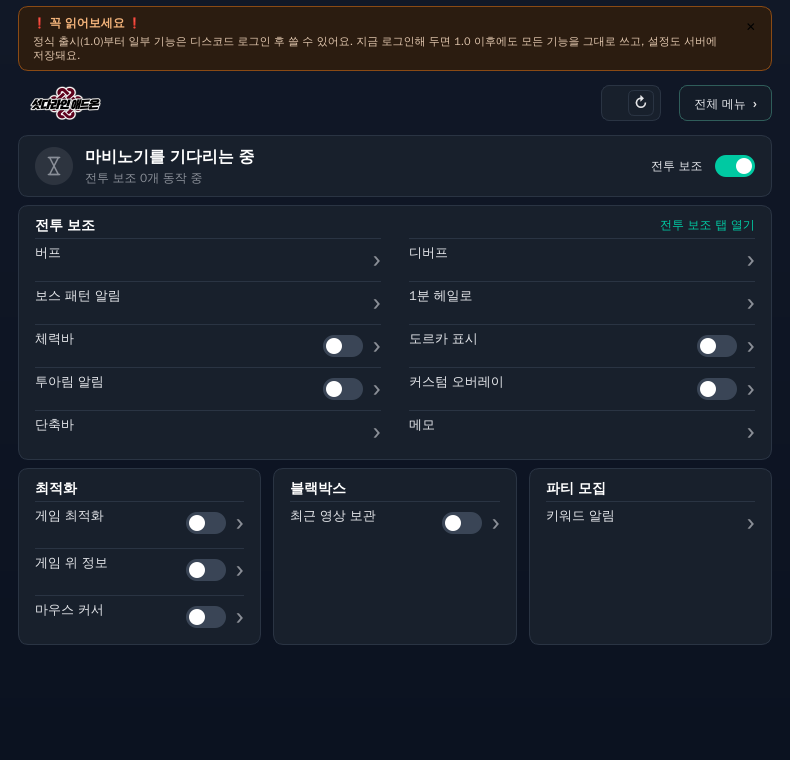 ❗ 꼭 읽어보세요 ❗
정식 출시(1.0)부터 일부 기능은 디스코드 로그인 후 쓸 수 있어요. 지금 로그인해 두면 1.0 이후에도 모든 기능을 그대로 쓰고, 설정도 서버에
저장돼요.
전체 메뉴 ›
마비노기를 기다리는 중
전투 보조 0개 동작 중
전투 보조
전투 보조
전투 보조 탭 열기
버프
디버프
보스 패턴 알림
1분 헤일로
체력바
도르카 표시
투아림 알림
커스텀 오버레이
단축바
메모
최적화
블랙박스
파티 모집
게임 최적화
최근 영상 보관
키워드 알림
게임 위 정보
마우스 커서